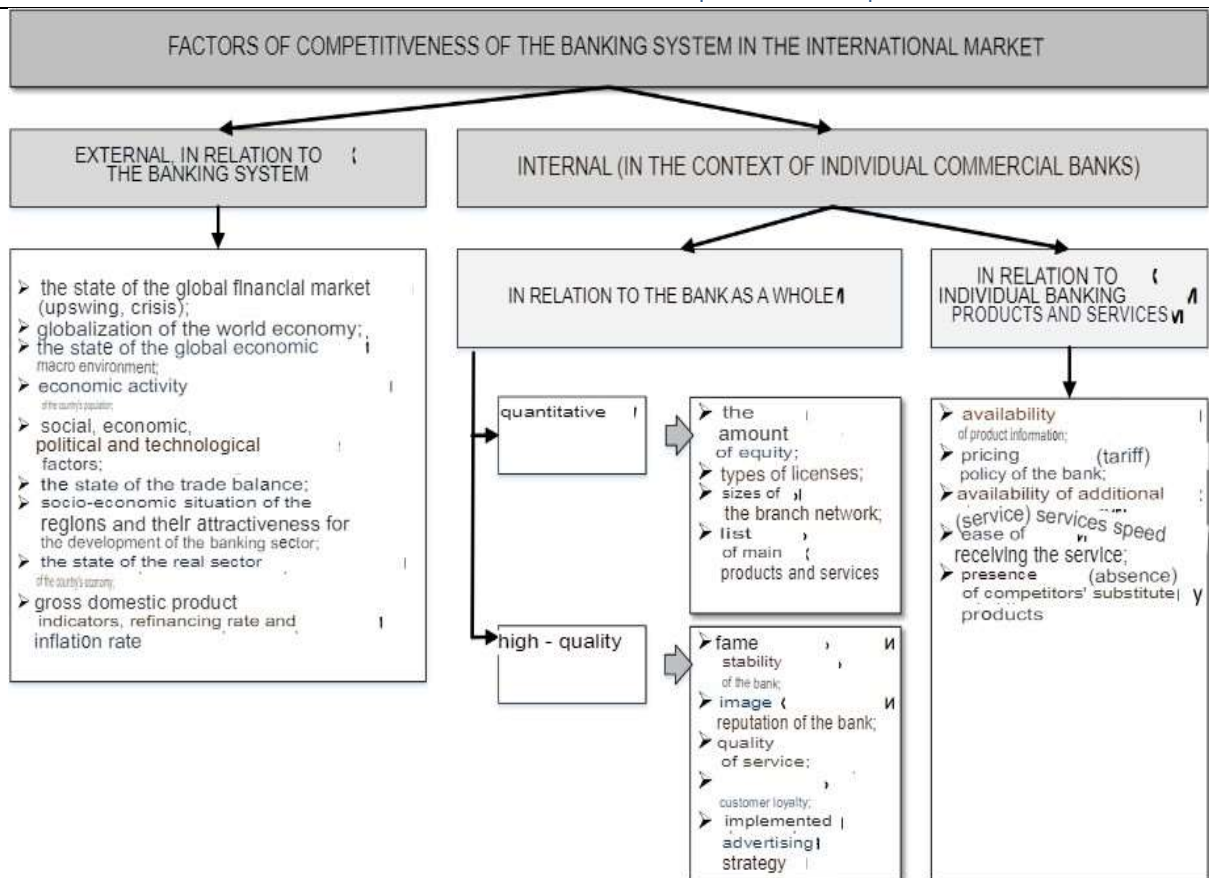 FACTORS OF COMPETITIVENESS OF THE BANKING SYSTEM IN THE INTERNATIONAL MARKET
EXTERNAL, IN RELATION TO
THE BANKING SYSTEM
INTERNAL (IN THE CONTEXT OF INDIVIDUAL COMMERCIAL BANKS)
➢ the state of the global financial market
(upswing, crisis);
➢ globalization of the world economy;
➢ the state of the global economic
macro environment;
➢ economic activity
of the country's population;
➢ social, economic,
political and technological
factors;
➢ the state of the trade balance;
➢ socio-economic situation of the
regions and their attractiveness for
the development of the banking sector;
➢ the state of the real sector
of the country's economy;
➢ gross domestic product
indicators, refinancing rate and
inflation rate
IN RELATION TO THE BANK AS A WHOLE
quantitative
➢ the
amount
of equity;
➢ types of licenses;
➢ sizes of
the branch network;
➢ list
of main
products and services
high - quality
➢ fame
stability
of the bank;
➢ image
reputation of the bank;
➢ quality
of service;
➢
customer loyalty;
➢ implemented
advertising
strategy
IN RELATION TO
INDIVIDUAL BANKING
PRODUCTS AND SERVICES
➢ availability
of product information;
➢ pricing (tariff)
policy of the bank;
➢ availability of additional
(service) services speed
➢ ease of
receiving the service;
➢ presence (absence)
of competitors' substitute
products